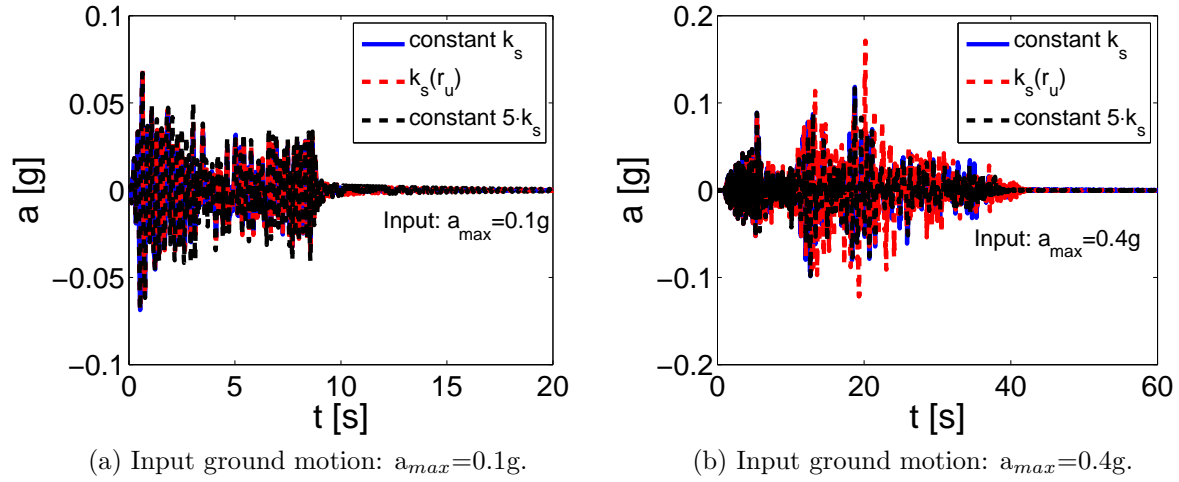 0.1
0.05
0
−0.05
−0.1
a [g]
constant k_s
k_s(r_u)
constant 5·k_s
Input: a_max=0.1g
0 5 10 15 20
t [s]
(a) Input ground motion: a_max=0.1g.
0.2
0.1
0
−0.1
−0.2
a [g]
constant k_s
k_s(r_u)
constant 5·k_s
Input: a_max=0.4g
0 20 40 60
t [s]
(b) Input ground motion: a_max=0.4g.